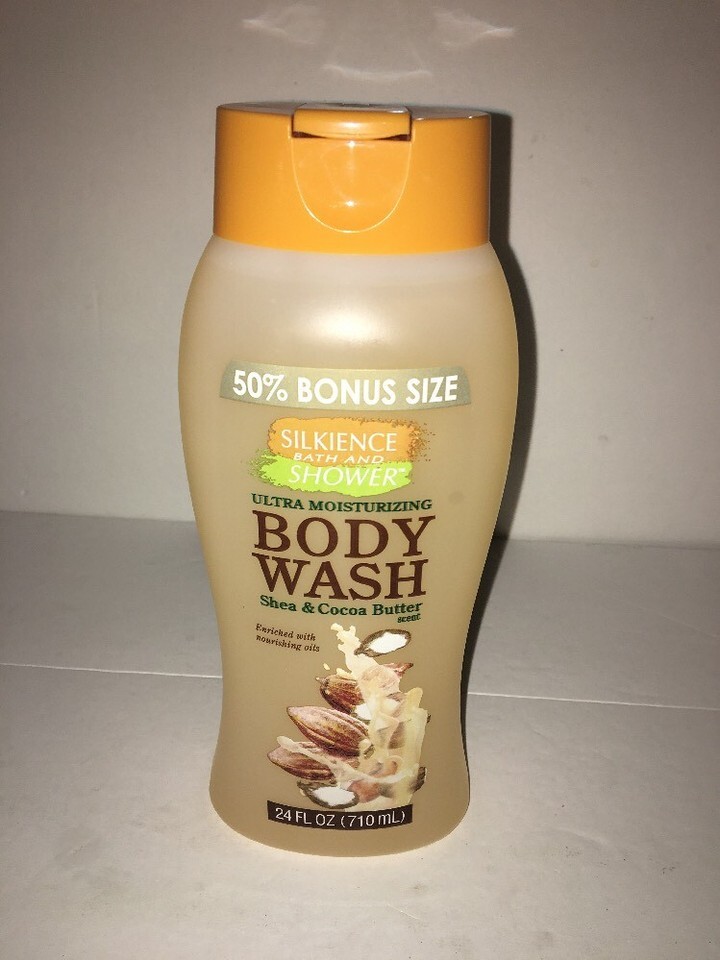 50% BONUS SIZE
SILKIENCE
BATH AND
SHOWER™
ULTRA MOISTURIZING
BODY
WASH
Shea & Cocoa Butter
scent
Enriched with
nourishing oils
24 FL OZ (710 mL)